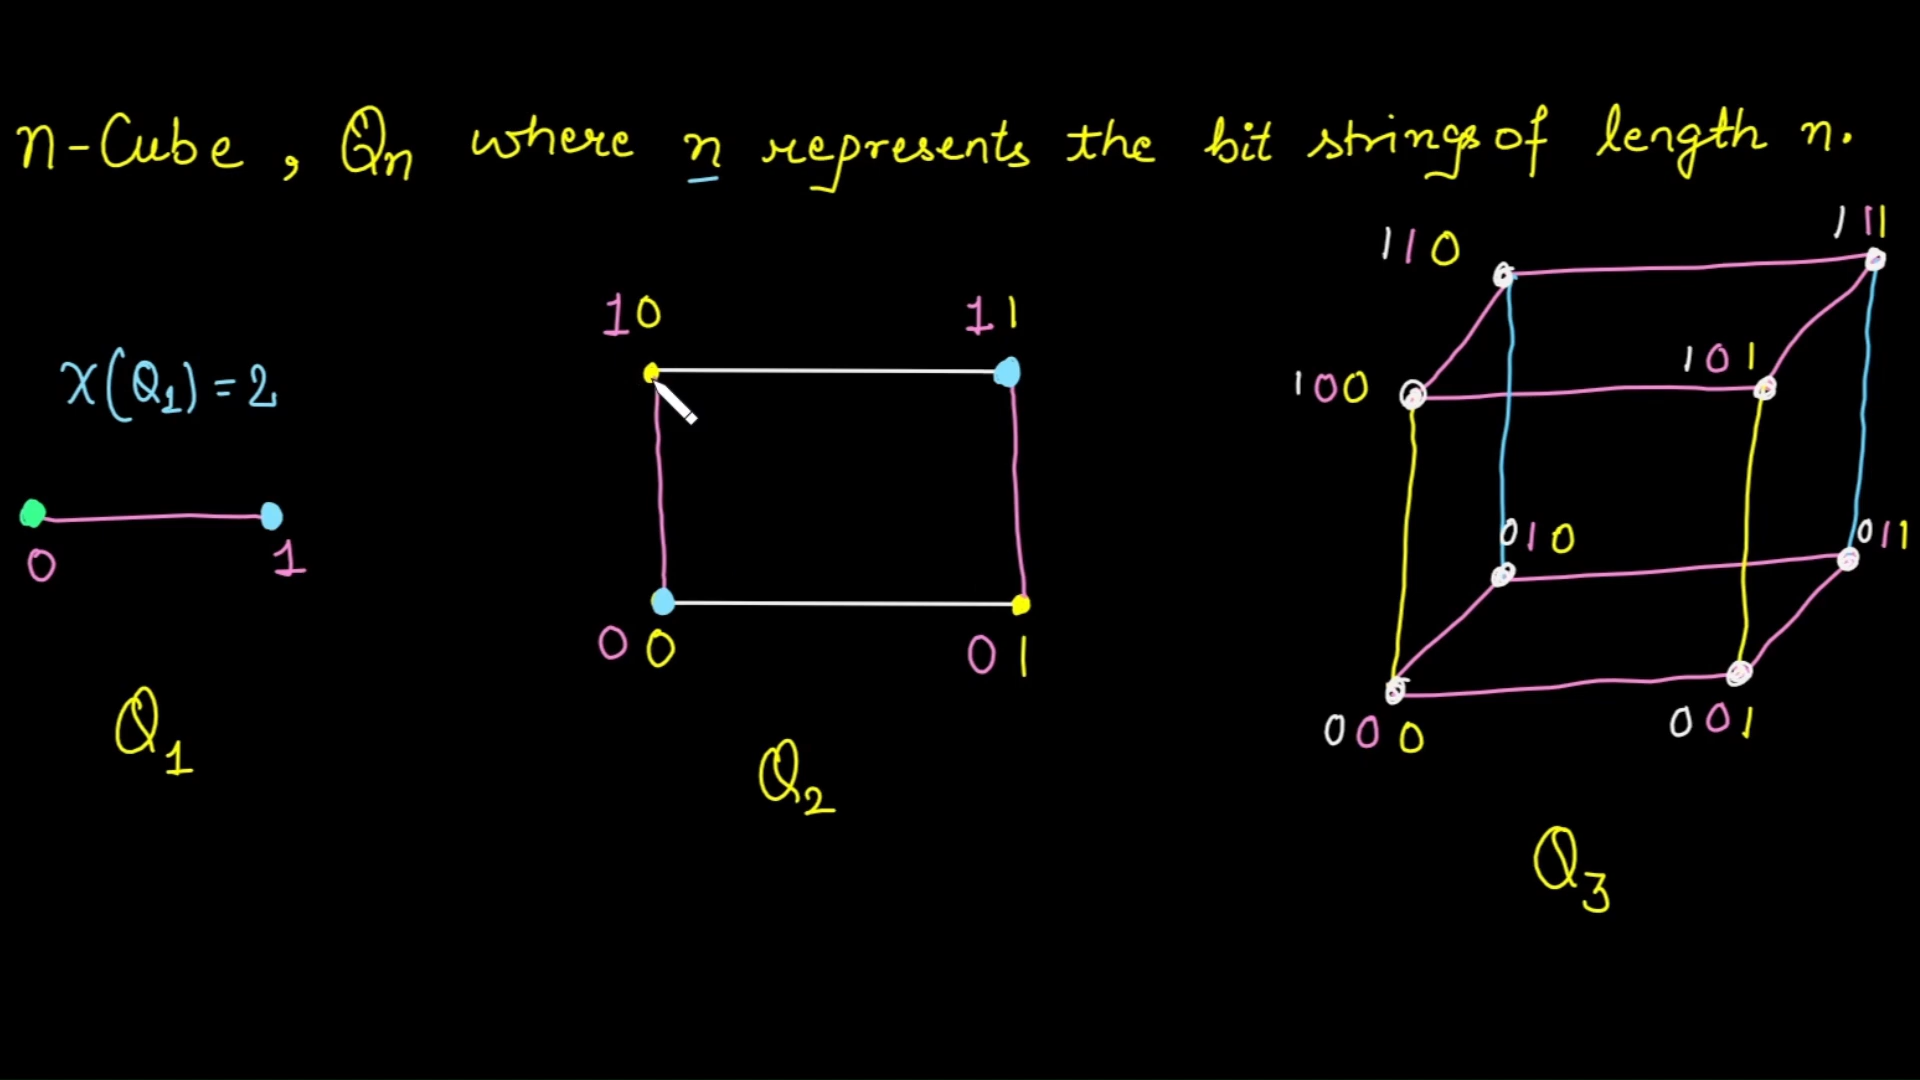 n-Cube, Qn where n represents the bit strings of length n.
110 111
10 11
χ(Q1) = 2
100 101
0 1
010 011
00 01
000 001
Q1
Q2
Q3